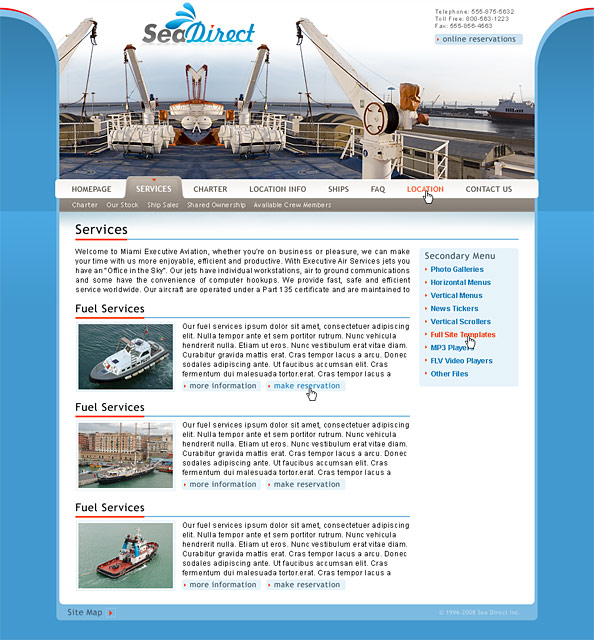 SeaDirect
Telephone: 555-875-5632
Toll Free: 800-563-1223
Fax: 555-856-4563
online reservations
HOMEPAGE SERVICES CHARTER LOCATION INFO SHIPS FAQ LOCATION CONTACT US
Charter Our Stock Ship Sales Shared Ownership Available Crew Members
Services
Welcome to Miami Executive Aviation, whether you're on business or pleasure, we can make
your time with us more enjoyable, efficient and productive. With Executive Air Services jets you
have an "Office in the Sky". Our jets have individual workstations, air to ground communications
and some have the convenience of computer hookups. We provide fast, safe and efficient
service worldwide. Our aircraft are operated under a Part 135 certificate and are maintained to
Secondary Menu
Photo Galleries
Horizontal Menus
Vertical Menus
News Tickers
Vertical Scrollers
Full Site Templates
MP3 Players
FLV Video Players
Other Files
Fuel Services
Our fuel services ipsum dolor sit amet, consectetuer adipiscing
elit. Nulla tempor ante et sem portitor rutrum. Nunc vehicula
hendrerit nulla. Etiam ut eros. Nunc vestibulum erat vitae diam.
Curabitur gravida mattis erat. Cras tempor lacus a arcu. Donec
sodales adipiscing ante. Ut faucibus accumsan elit. Cras
fermentum dui malesuada tortor.erat. Cras tempor lacus a
more information make reservation
Fuel Services
Our fuel services ipsum dolor sit amet, consectetuer adipiscing
elit. Nulla tempor ante et sem portitor rutrum. Nunc vehicula
hendrerit nulla. Etiam ut eros. Nunc vestibulum erat vitae diam.
Curabitur gravida mattis erat. Cras tempor lacus a arcu. Donec
sodales adipiscing ante. Ut faucibus accumsan elit. Cras
fermentum dui malesuada tortor.erat. Cras tempor lacus a
more information make reservation
Fuel Services
Our fuel services ipsum dolor sit amet, consectetuer adipiscing
elit. Nulla tempor ante et sem portitor rutrum. Nunc vehicula
hendrerit nulla. Etiam ut eros. Nunc vestibulum erat vitae diam.
Curabitur gravida mattis erat. Cras tempor lacus a arcu. Donec
sodales adipiscing ante. Ut faucibus accumsan elit. Cras
fermentum dui malesuada tortor.erat. Cras tempor lacus a
more information make reservation
Site Map
© 1996-2008 Sea Direct Inc.